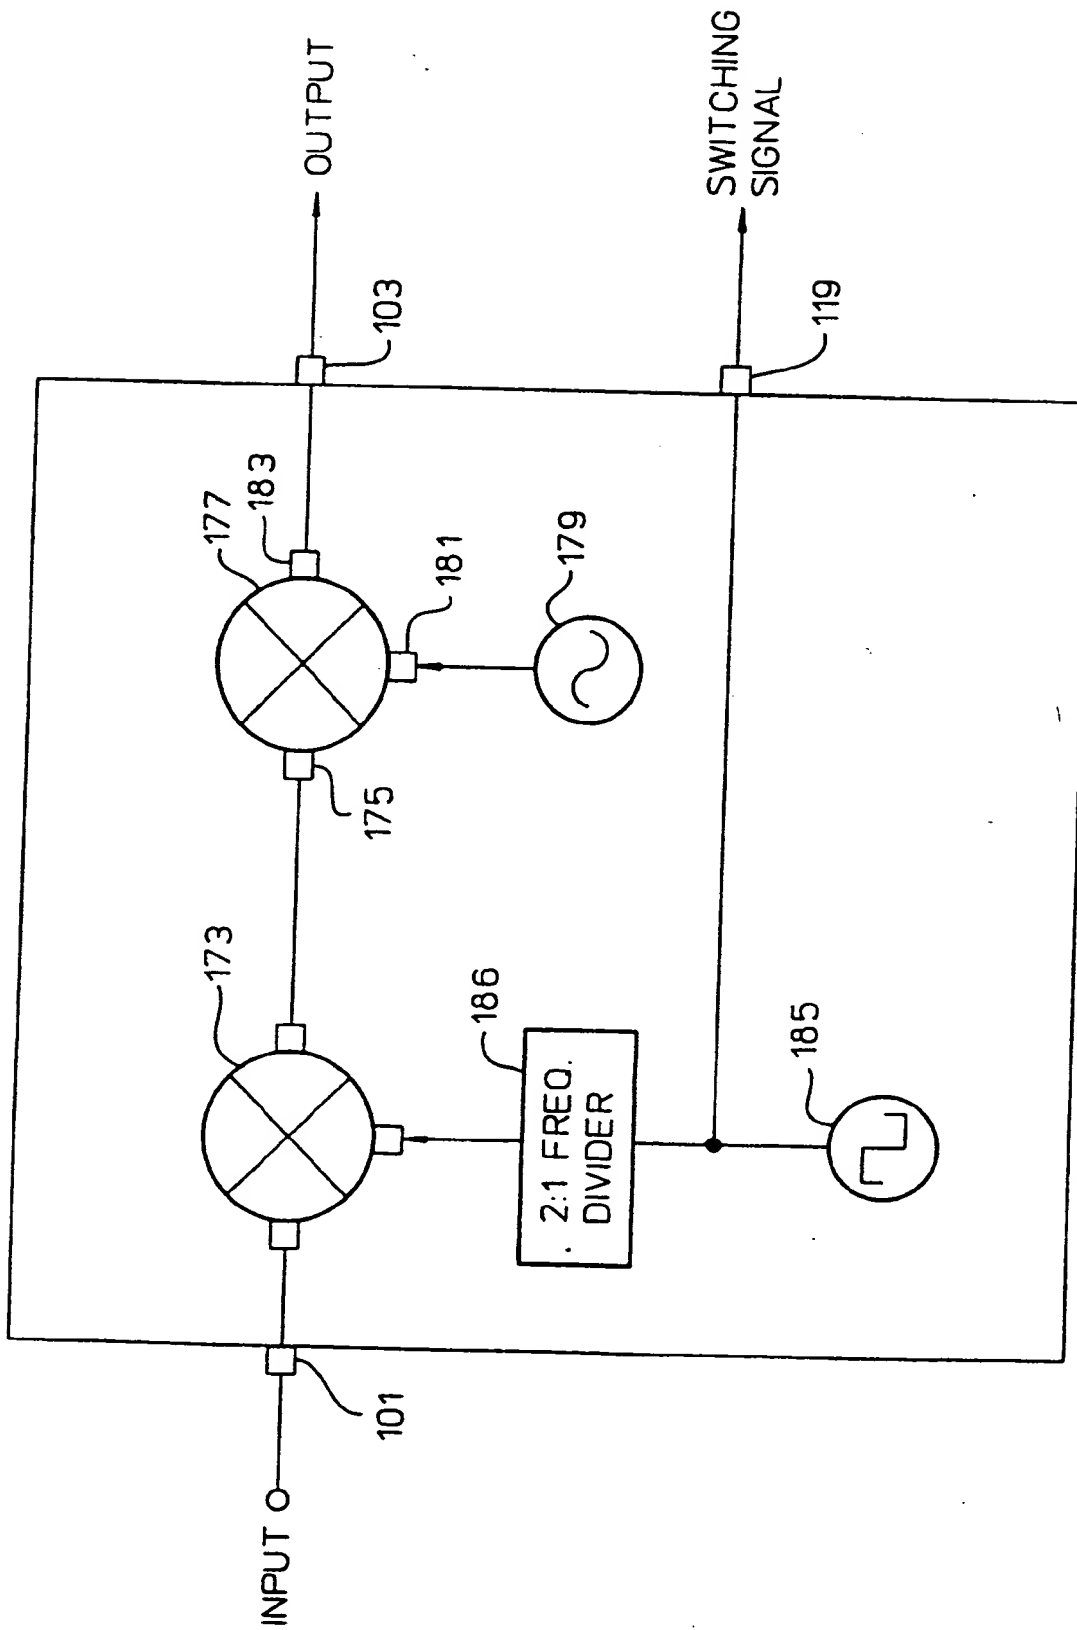 INPUT
101
173
175
177
183
181
179
186
2:1 FREQ.
DIVIDER
185
103
OUTPUT
119
SWITCHING
SIGNAL